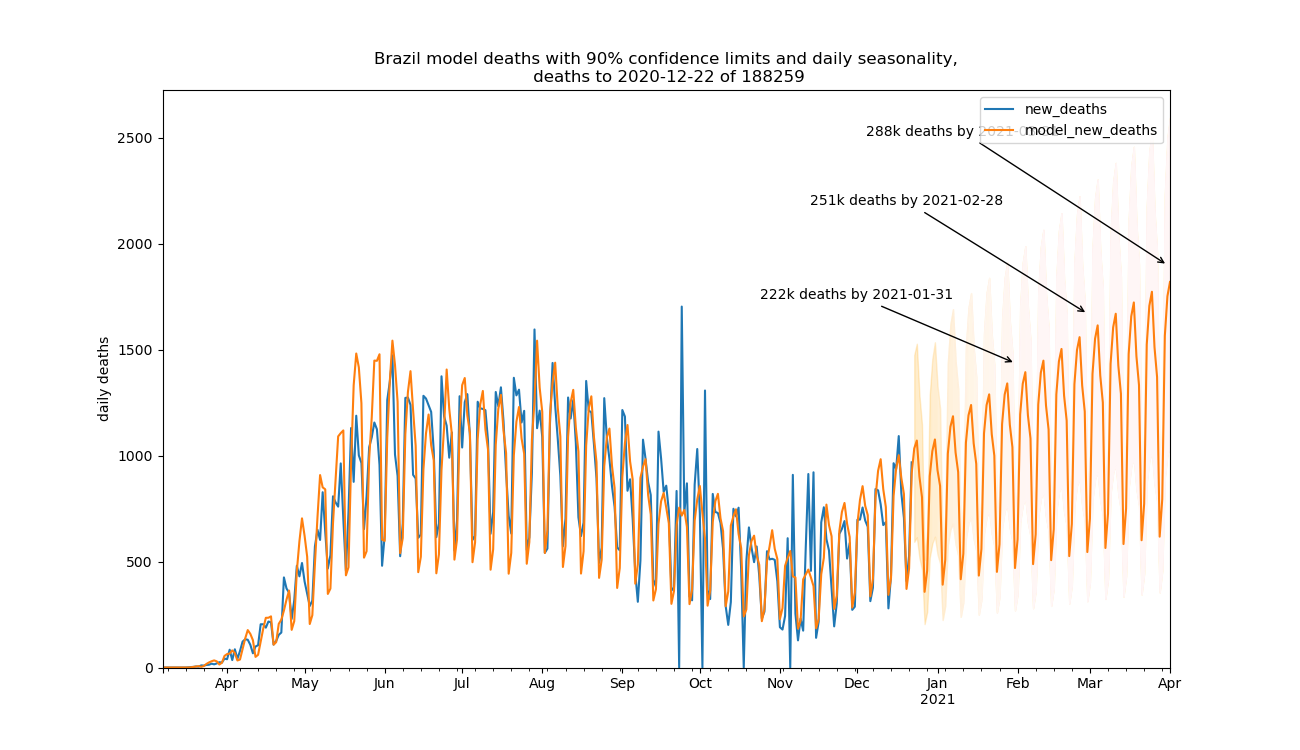 Brazil model deaths with 90% confidence limits and daily seasonality,
deaths to 2020-12-22 of 188259
new_deaths
model_new_deaths
288k deaths by
251k deaths by 2021-02-28
222k deaths by 2021-01-31
daily deaths
2500
2000
1500
1000
500
0
Apr May Jun Jul Aug Sep Oct Nov Dec Jan Feb Mar Apr
2021